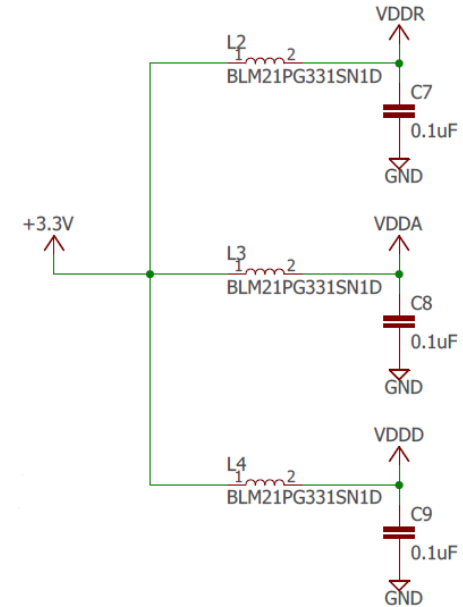 VDDR
L2
1 2
BLM21PG331SN1D
C7
0.1uF
GND
+3.3V
VDDA
L3
1 2
BLM21PG331SN1D
C8
0.1uF
GND
VDDD
L4
1 2
BLM21PG331SN1D
C9
0.1uF
GND